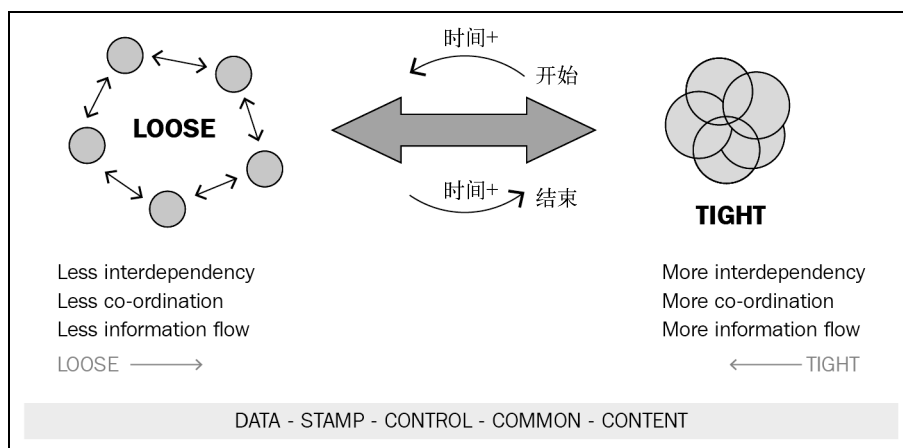 时间+
开始
LOOSE
时间+
结束
TIGHT
Less interdependency
Less co-ordination
Less information flow
LOOSE
More interdependency
More co-ordination
More information flow
TIGHT
DATA - STAMP - CONTROL - COMMON - CONTENT